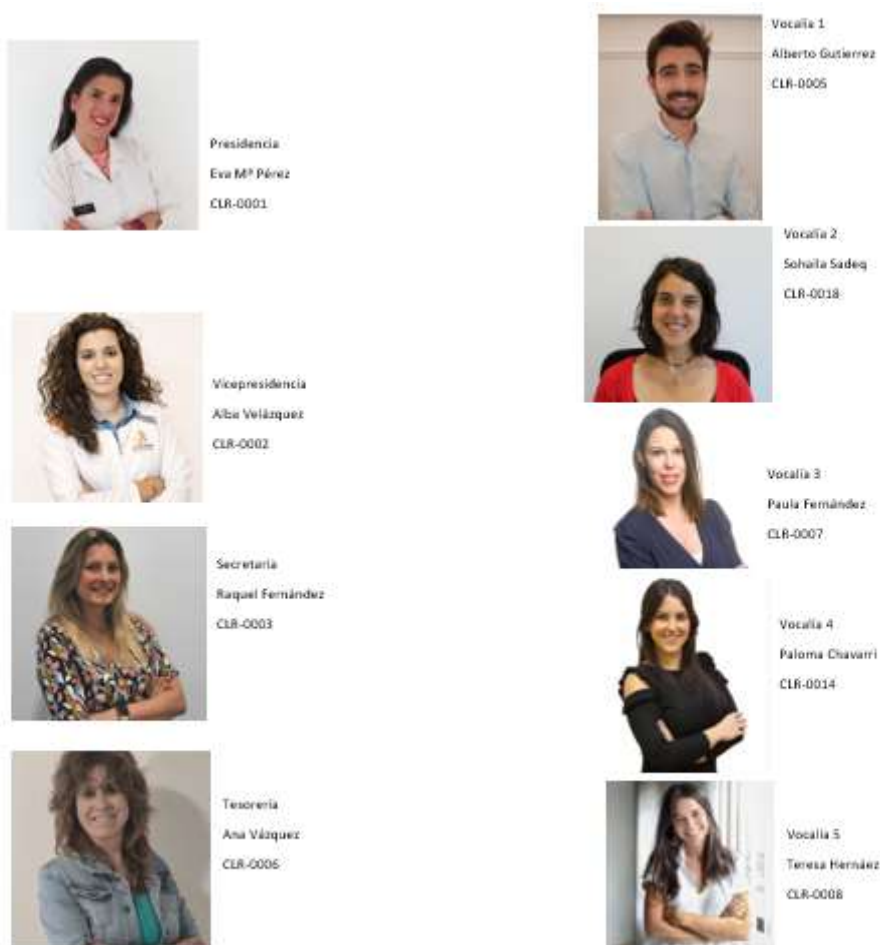 Presidencia
Eva Mª Pérez
CLR-0001
Vicepresidencia
Alba Velázquez
CLR-0002
Secretaría
Raquel Fernández
CLR-0003
Tesorería
Ana Vázquez
CLR-0006
Vocalía 1
Alberto Gutierrez
CLR-0005
Vocalía 2
Sohaila Sadeq
CLR-0018
Vocalía 3
Paula Fernández
CLR-0007
Vocalía 4
Paloma Chavarri
CLR-0014
Vocalía 5
Teresa Hernáez
CLR-0008